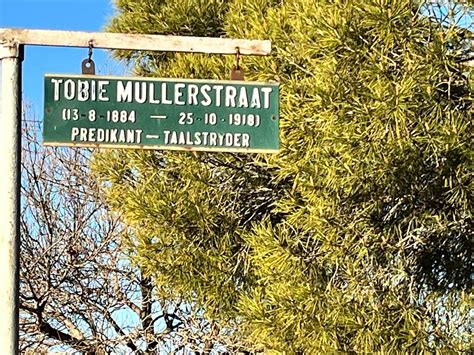 TOBIE MULLERSTRAAT
(13-8-1884 — 25-10-1918)
PREDIKANT — TAALSTRYDER